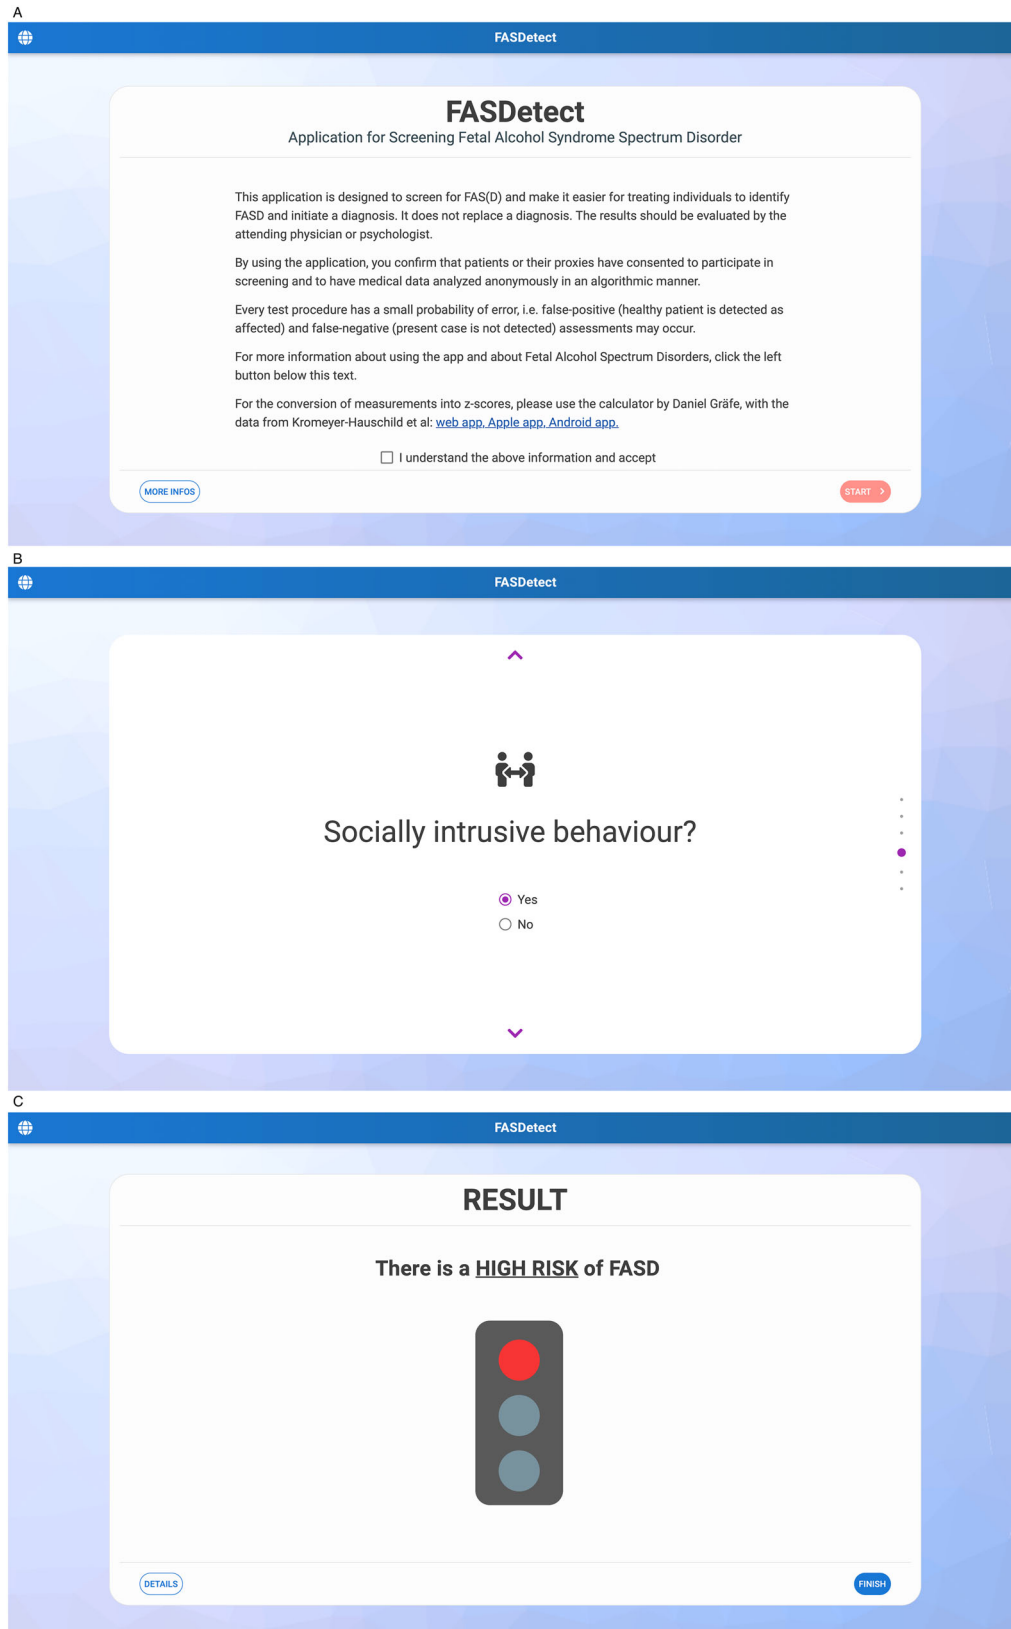 A
FASDetect
FASDetect
Application for Screening Fetal Alcohol Syndrome Spectrum Disorder
This application is designed to screen for FAS(D) and make it easier for treating individuals to identify
FASD and initiate a diagnosis. It does not replace a diagnosis. The results should be evaluated by the
attending physician or psychologist.
By using the application, you confirm that patients or their proxies have consented to participate in
screening and to have medical data analyzed anonymously in an algorithmic manner.
Every test procedure has a small probability of error, i.e. false-positive (healthy patient is detected as
affected) and false-negative (present case is not detected) assessments may occur.
For more information about using the app and about Fetal Alcohol Spectrum Disorders, click the left
button below this text.
For the conversion of measurements into z-scores, please use the calculator by Daniel Gräfe, with the
data from Kromeyer-Hauschild et al: web app, Apple app, Android app.
I understand the above information and accept
MORE INFOS
START
B
FASDetect
Socially intrusive behaviour?
Yes
No
C
FASDetect
RESULT
There is a HIGH RISK of FASD
DETAILS
FINISH